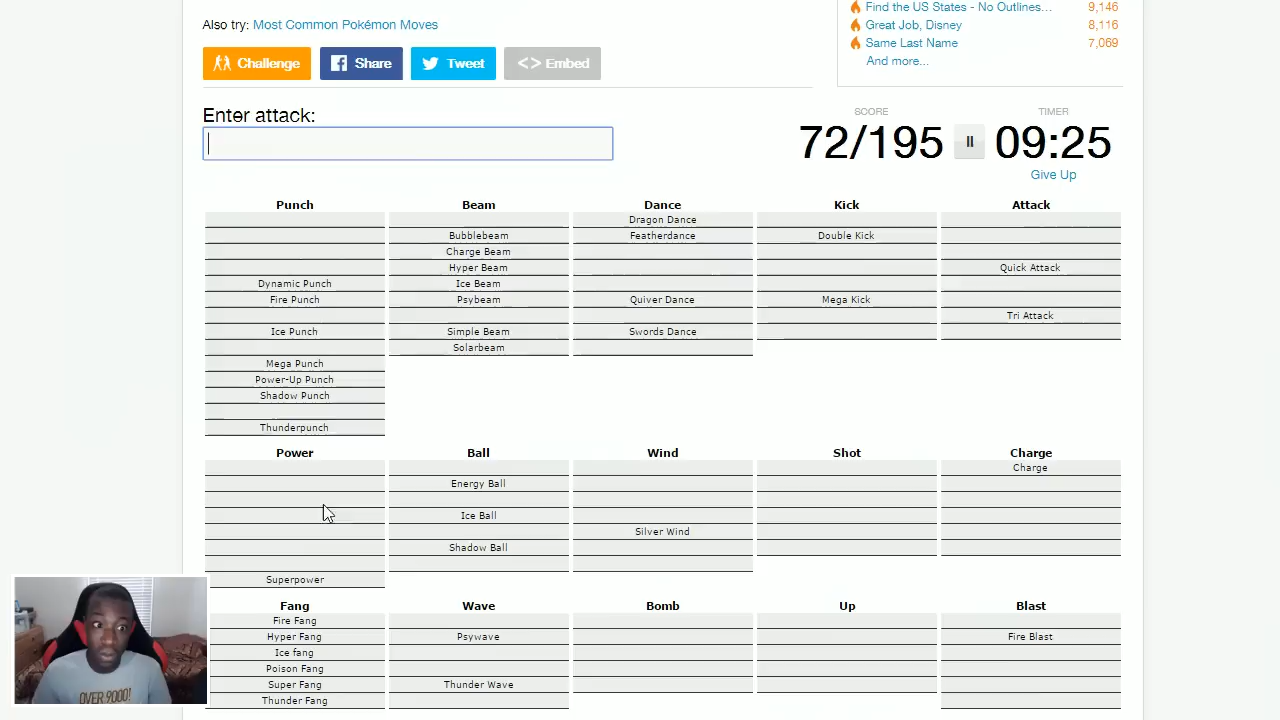 Also try: Most Common Pokémon Moves
Find the US States - No Outlines... 9,146
Great Job, Disney 8,116
Same Last Name 7,069
And more...
Challenge Share Tweet <> Embed
Enter attack:
SCORE TIMER
72/195 09:25
Give Up
Punch Beam Dance Kick Attack
Dragon Dance
Bubblebeam Featherdance Double Kick
Charge Beam
Hyper Beam Quick Attack
Dynamic Punch Ice Beam
Fire Punch Psybeam Quiver Dance Mega Kick
Tri Attack
Ice Punch Simple Beam Swords Dance
Solarbeam
Mega Punch
Power-Up Punch
Shadow Punch
Thunderpunch
Power Ball Wind Shot Charge
Charge
Energy Ball
Ice Ball
Silver Wind
Shadow Ball
Superpower
Fang Wave Bomb Up Blast
Fire Fang
Hyper Fang Psywave Fire Blast
Ice fang
Poison Fang
Super Fang Thunder Wave
Thunder Fang
OVER 9000!